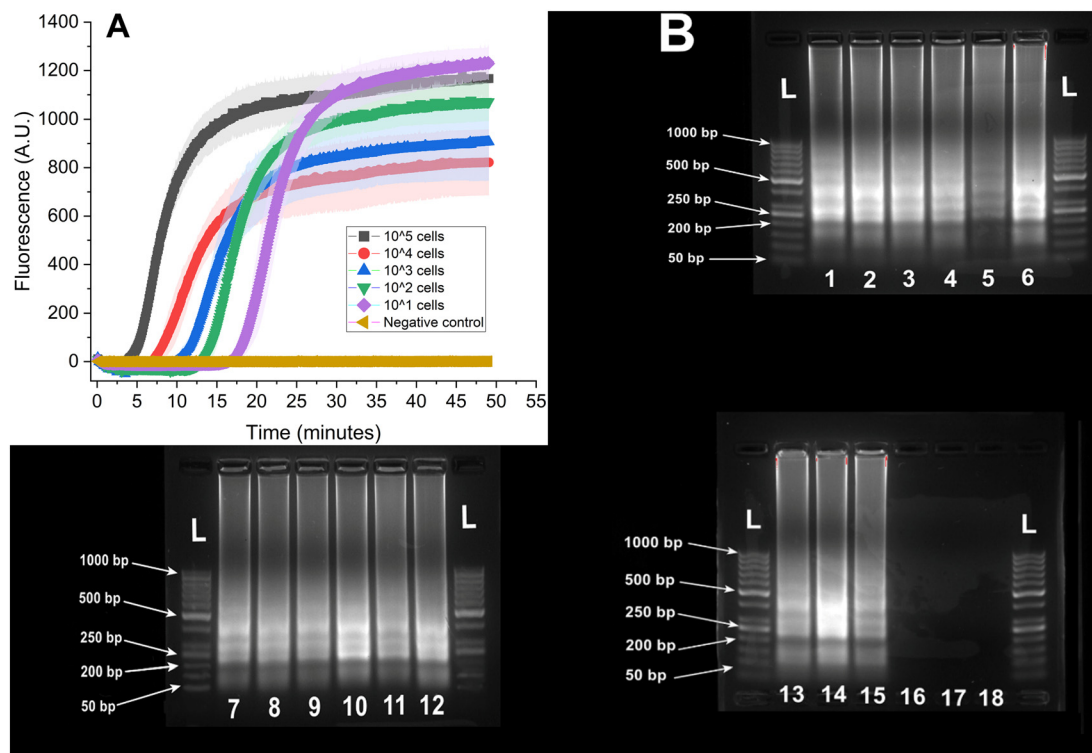 A
Fluorescence (A.U.)
1400
1200
1000
800
600
400
200
0
10^5 cells
10^4 cells
10^3 cells
10^2 cells
10^1 cells
Negative control
0 5 10 15 20 25 30 35 40 45 50 55
Time (minutes)
B
L L
1000 bp
500 bp
250 bp
200 bp
50 bp
1 2 3 4 5 6
L L
1000 bp
500 bp
250 bp
200 bp
50 bp
7 8 9 10 11 12
L L
1000 bp
500 bp
250 bp
200 bp
50 bp
13 14 15 16 17 18